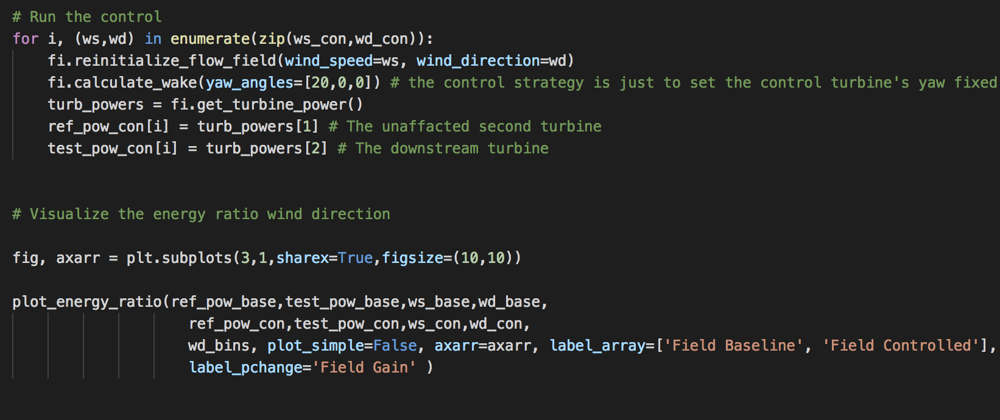 # Run the control
for i, (ws,wd) in enumerate(zip(ws_con,wd_con)):
    fi.reinitialize_flow_field(wind_speed=ws, wind_direction=wd)
    fi.calculate_wake(yaw_angles=[20,0,0]) # the control strategy is just to set the control turbine's yaw fixed
    turb_powers = fi.get_turbine_power()
    ref_pow_con[i] = turb_powers[1] # The unaffacted second turbine
    test_pow_con[i] = turb_powers[2] # The downstream turbine
# Visualize the energy ratio wind direction
fig, axarr = plt.subplots(3,1,sharex=True,figsize=(10,10))
plot_energy_ratio(ref_pow_base,test_pow_base,ws_base,wd_base,
                    ref_pow_con,test_pow_con,ws_con,wd_con,
                    wd_bins, plot_simple=False, axarr=axarr, label_array=['Field Baseline', 'Field Controlled'],
                    label_pchange='Field Gain' )